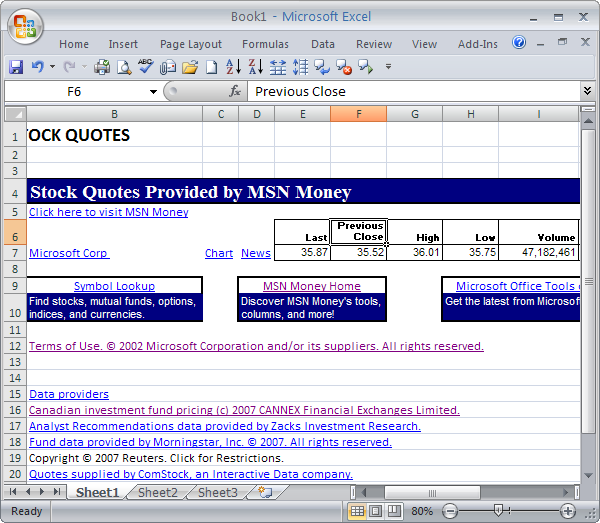 Book1 - Microsoft Excel
Home Insert Page Layout Formulas Data Review View Add-Ins
F6 fx Previous Close
B C D E F G H I
1 OCK QUOTES
2
3
4 Stock Quotes Provided by MSN Money
5 Click here to visit MSN Money
6 Last Previous Close High Low Volume
7 Microsoft Corp Chart News 35.87 35.52 36.01 35.75 47,182,461
8
9 Symbol Lookup MSN Money Home Microsoft Office Tools
10 Find stocks, mutual funds, options, indices, and currencies. Discover MSN Money's tools, columns, and more! Get the latest from Microsof
11
12 Terms of Use. © 2002 Microsoft Corporation and/or its suppliers. All rights reserved.
13
14
15 Data providers
16 Canadian investment fund pricing (c) 2007 CANNEX Financial Exchanges Limited.
17 Analyst Recommendations data provided by Zacks Investment Research.
18 Fund data provided by Morningstar, Inc. © 2007. All rights reserved.
19 Copyright © 2007 Reuters. Click for Restrictions.
20 Quotes supplied by ComStock, an Interactive Data company.
Sheet1 Sheet2 Sheet3
Ready 80%